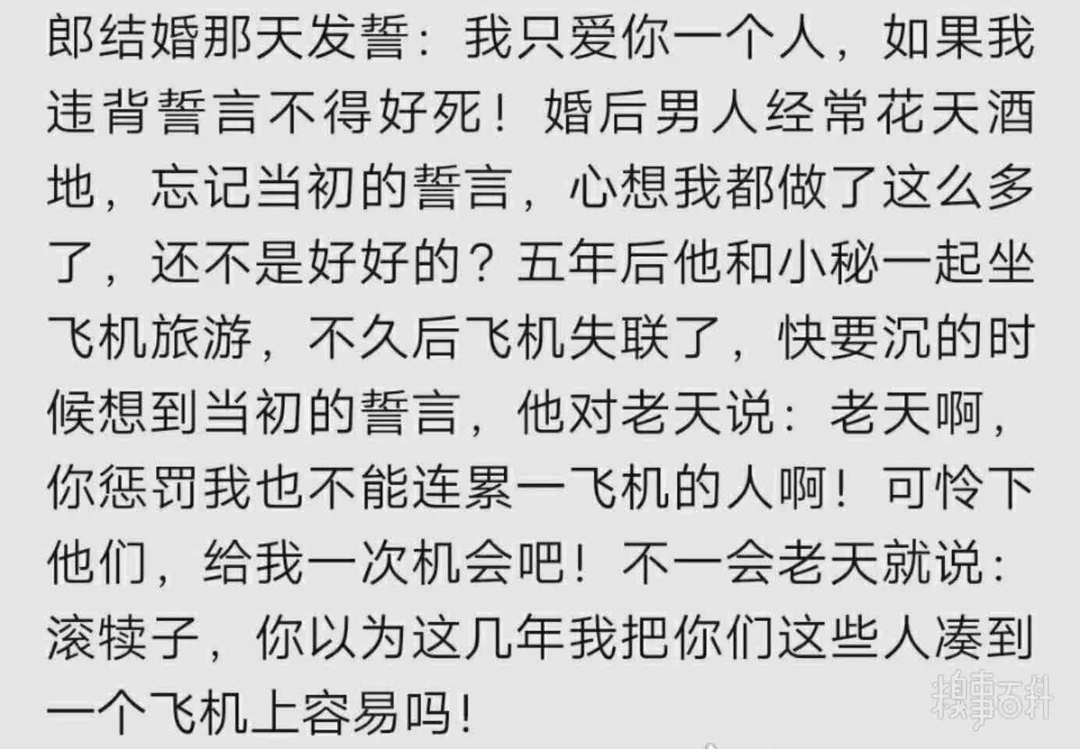 郎结婚那天发誓：我只爱你一个人，如果我
违背誓言不得好死！婚后男人经常花天酒
地，忘记当初的誓言，心想我都做了这么多
了，还不是好好的？五年后他和小秘一起坐
飞机旅游，不久后飞机失联了，快要沉的时
候想到当初的誓言，他对老天说：老天啊，
你惩罚我也不能连累一飞机的人啊！可怜下
他们，给我一次机会吧！不一会老天就说：
滚犊子，你以为这几年我把你们这些人凑到
一个飞机上容易吗！
糗事百科